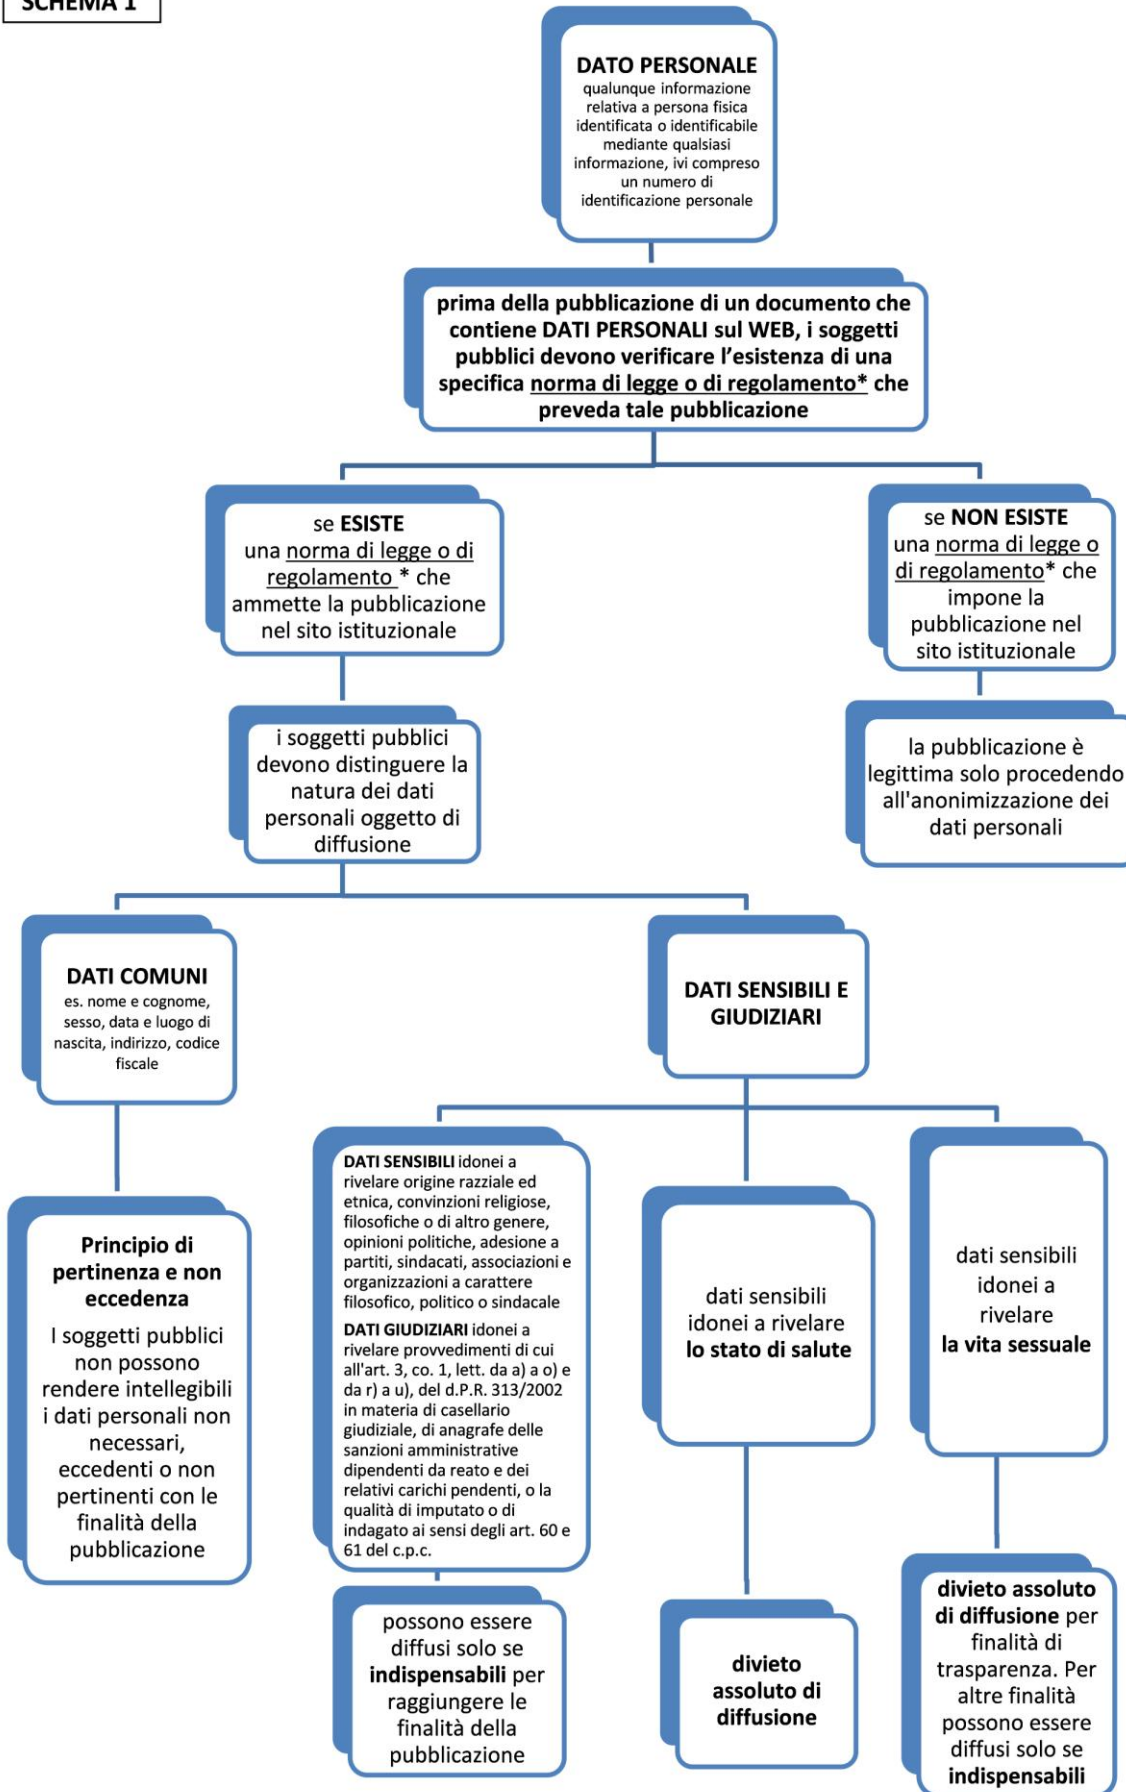 SCHEMA 1
DATO PERSONALE
qualunque informazione
relativa a persona fisica
identificata o identificabile
mediante qualsiasi
informazione, ivi compreso
un numero di
identificazione personale
prima della pubblicazione di un documento che
contiene DATI PERSONALI sul WEB, i soggetti
pubblici devono verificare l'esistenza di una
specifica norma di legge o di regolamento* che
preveda tale pubblicazione
se ESISTE
una norma di legge o di
regolamento * che
ammette la pubblicazione
nel sito istituzionale
se NON ESISTE
una norma di legge o
di regolamento* che
impone la
pubblicazione nel
sito istituzionale
i soggetti pubblici
devono distinguere la
natura dei dati
personali oggetto di
diffusione
la pubblicazione è
legittima solo procedendo
all'anonimizzazione dei
dati personali
DATI COMUNI
es. nome e cognome,
sesso, data e luogo di
nascita, indirizzo, codice
fiscale
DATI SENSIBILI E
GIUDIZIARI
Principio di
pertinenza e non
eccedenza
I soggetti pubblici
non possono
rendere intellegibili
i dati personali non
necessari,
eccedenti o non
pertinenti con le
finalità della
pubblicazione
DATI SENSIBILI idonei a
rivelare origine razziale ed
etnica, convinzioni religiose,
filosofiche o di altro genere,
opinioni politiche, adesione a
partiti, sindacati, associazioni e
organizzazioni a carattere
filosofico, politico o sindacale
DATI GIUDIZIARI idonei a
rivelare provvedimenti di cui
all'art. 3, co. 1, lett. da a) a o) e
da r) a u), del d.P.R. 313/2002
in materia di casellario
giudiziale, di anagrafe delle
sanzioni amministrative
dipendenti da reato e dei
relativi carichi pendenti, o la
qualità di imputato o di
indagato ai sensi degli art. 60 e
61 del c.p.c.
dati sensibili
idonei a rivelare
lo stato di salute
dati sensibili
idonei a
rivelare
la vita sessuale
possono essere
diffusi solo se
indispensabili per
raggiungere le
finalità della
pubblicazione
divieto
assoluto di
diffusione
divieto assoluto
di diffusione per
finalità di
trasparenza. Per
altre finalità
possono essere
diffusi solo se
indispensabili